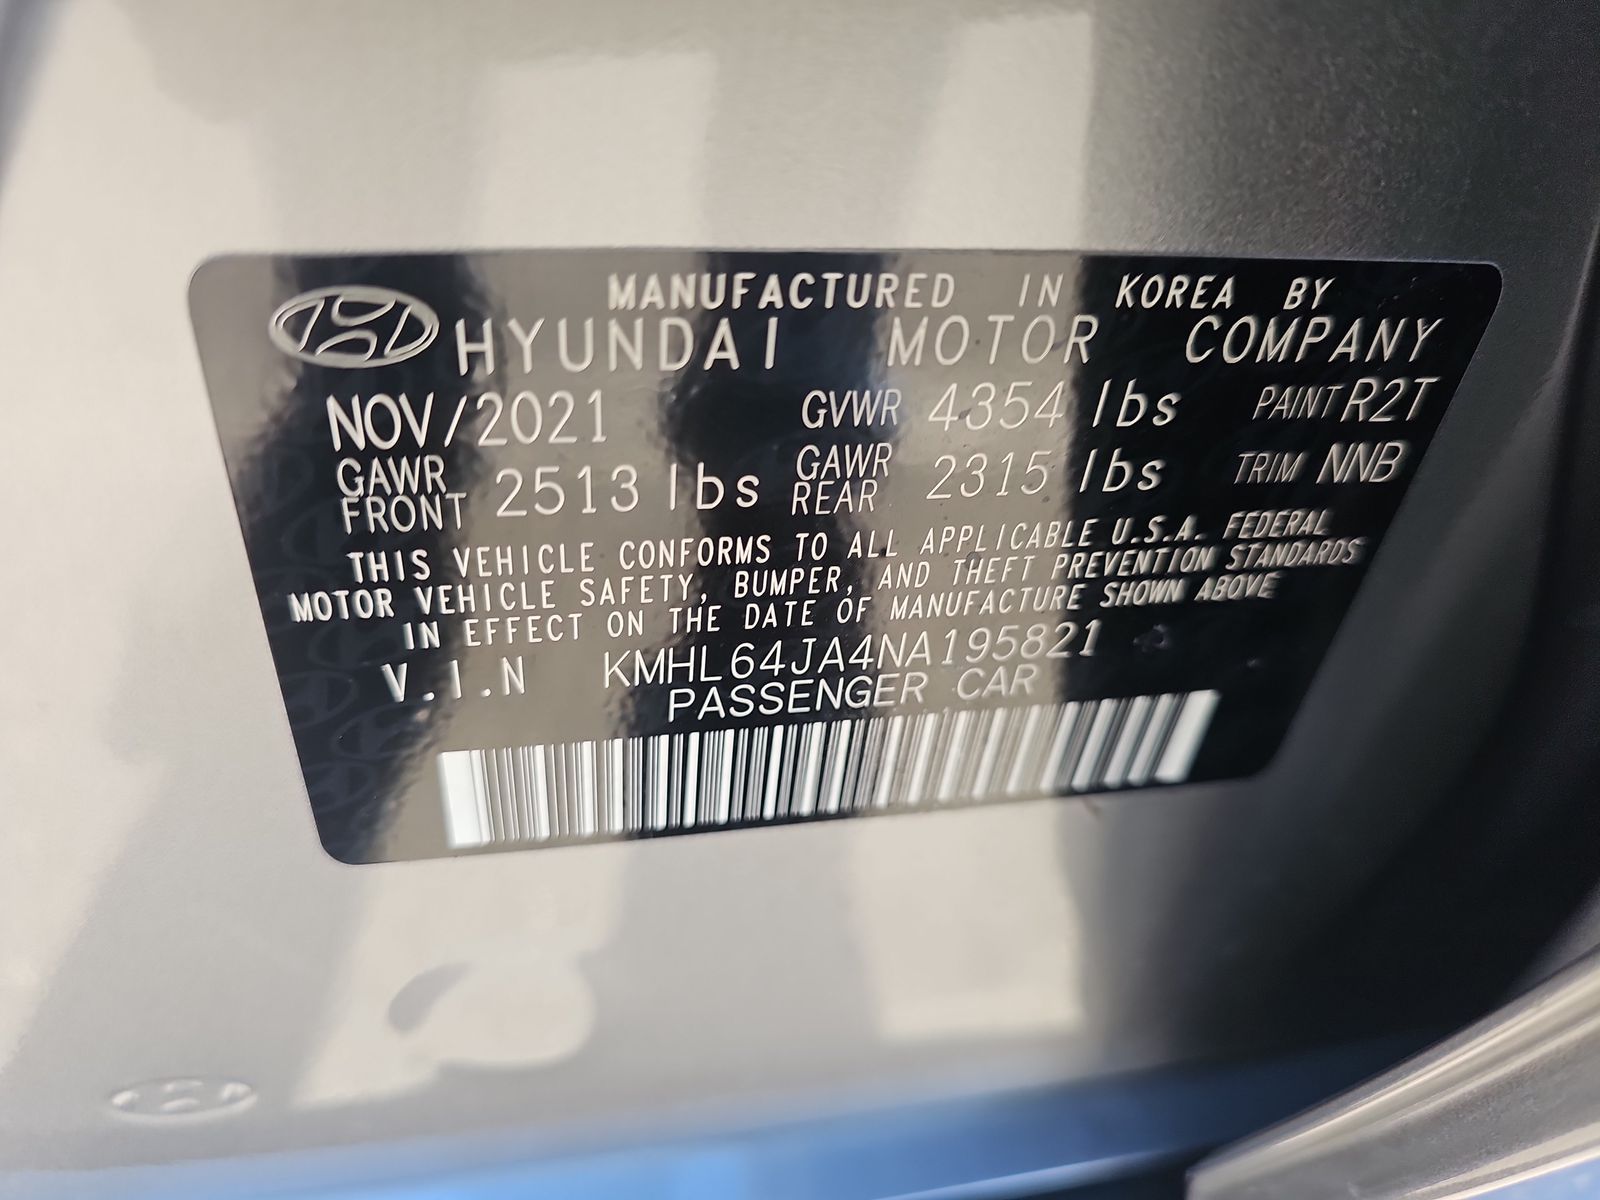 MANUFACTURED IN KOREA BY
HYUNDAI MOTOR COMPANY
NOV/2021 GVWR 4354 lbs PAINT R2T
GAWR FRONT 2513 lbs GAWR REAR 2315 lbs TRIM NNB
THIS VEHICLE CONFORMS TO ALL APPLICABLE U.S.A. FEDERAL
MOTOR VEHICLE SAFETY, BUMPER, AND THEFT PREVENTION STANDARDS
IN EFFECT ON THE DATE OF MANUFACTURE SHOWN ABOVE
V.I.N KMHL64JA4NA195821
PASSENGER CAR